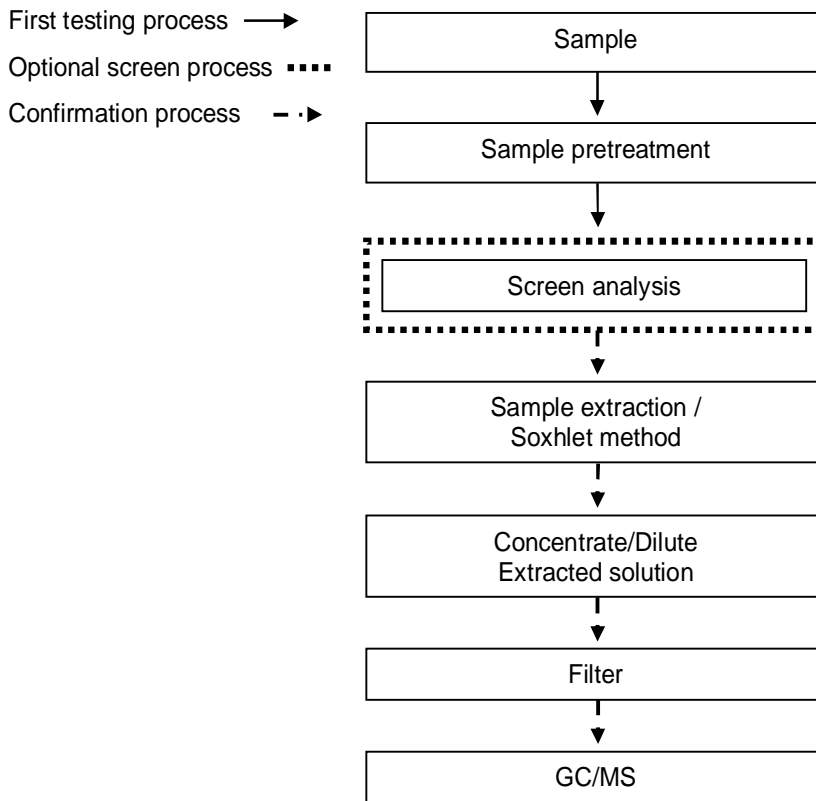 First testing process
Optional screen process
Confirmation process
Sample
Sample pretreatment
Screen analysis
Sample extraction /
Soxhlet method
Concentrate/Dilute
Extracted solution
Filter
GC/MS